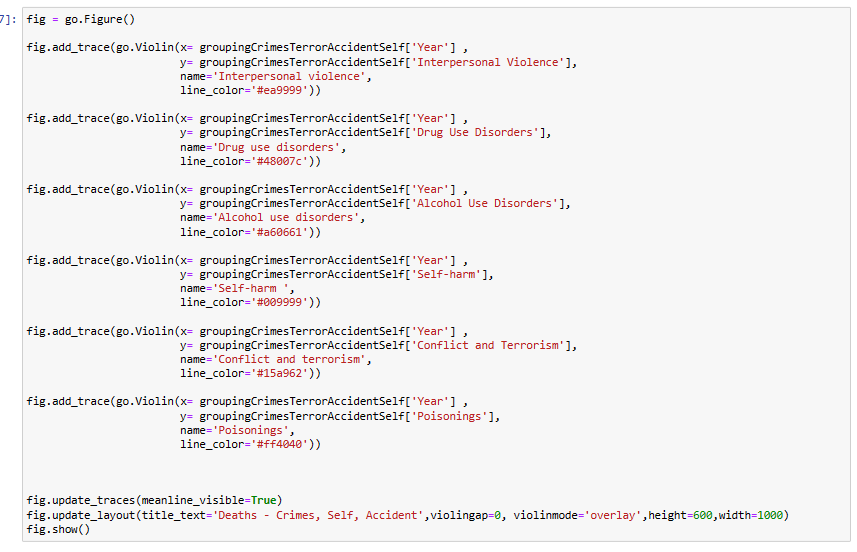 7]: fig = go.Figure()
fig.add_trace(go.Violin(x= groupingCrimesTerrorAccidentSelf['Year'] ,
y= groupingCrimesTerrorAccidentSelf['Interpersonal Violence'],
name='Interpersonal violence',
line_color='#ea9999'))
fig.add_trace(go.Violin(x= groupingCrimesTerrorAccidentSelf['Year'] ,
y= groupingCrimesTerrorAccidentSelf['Drug Use Disorders'],
name='Drug use disorders',
line_color='#48007c'))
fig.add_trace(go.Violin(x= groupingCrimesTerrorAccidentSelf['Year'] ,
y= groupingCrimesTerrorAccidentSelf['Alcohol Use Disorders'],
name='Alcohol use disorders',
line_color='#a60661'))
fig.add_trace(go.Violin(x= groupingCrimesTerrorAccidentSelf['Year'] ,
y= groupingCrimesTerrorAccidentSelf['Self-harm'],
name='Self-harm ',
line_color='#009999'))
fig.add_trace(go.Violin(x= groupingCrimesTerrorAccidentSelf['Year'] ,
y= groupingCrimesTerrorAccidentSelf['Conflict and Terrorism'],
name='Conflict and terrorism',
line_color='#15a962'))
fig.add_trace(go.Violin(x= groupingCrimesTerrorAccidentSelf['Year'] ,
y= groupingCrimesTerrorAccidentSelf['Poisonings'],
name='Poisonings',
line_color='#ff4040'))
fig.update_traces(meanline_visible=True)
fig.update_layout(title_text='Deaths - Crimes, Self, Accident',violingap=0, violinmode='overlay',height=600,width=1000)
fig.show()